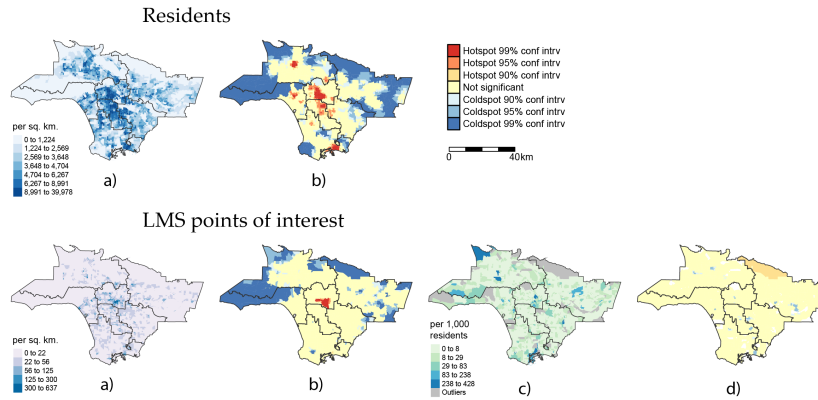 Residents
per sq. km.
0 to 1,224
1,224 to 2,569
2,569 to 3,648
3,648 to 4,704
4,704 to 6,267
6,267 to 8,991
8,991 to 39,978
a)
b)
Hotspot 99% conf intrv
Hotspot 95% conf intrv
Hotspot 90% conf intrv
Not significant
Coldspot 90% conf intrv
Coldspot 95% conf intrv
Coldspot 99% conf intrv
0 40km
LMS points of interest
per sq. km.
0 to 22
22 to 56
56 to 125
125 to 300
300 to 637
a)
b)
per 1,000
residents
0 to 8
8 to 29
29 to 83
83 to 238
238 to 428
Outliers
c)
d)